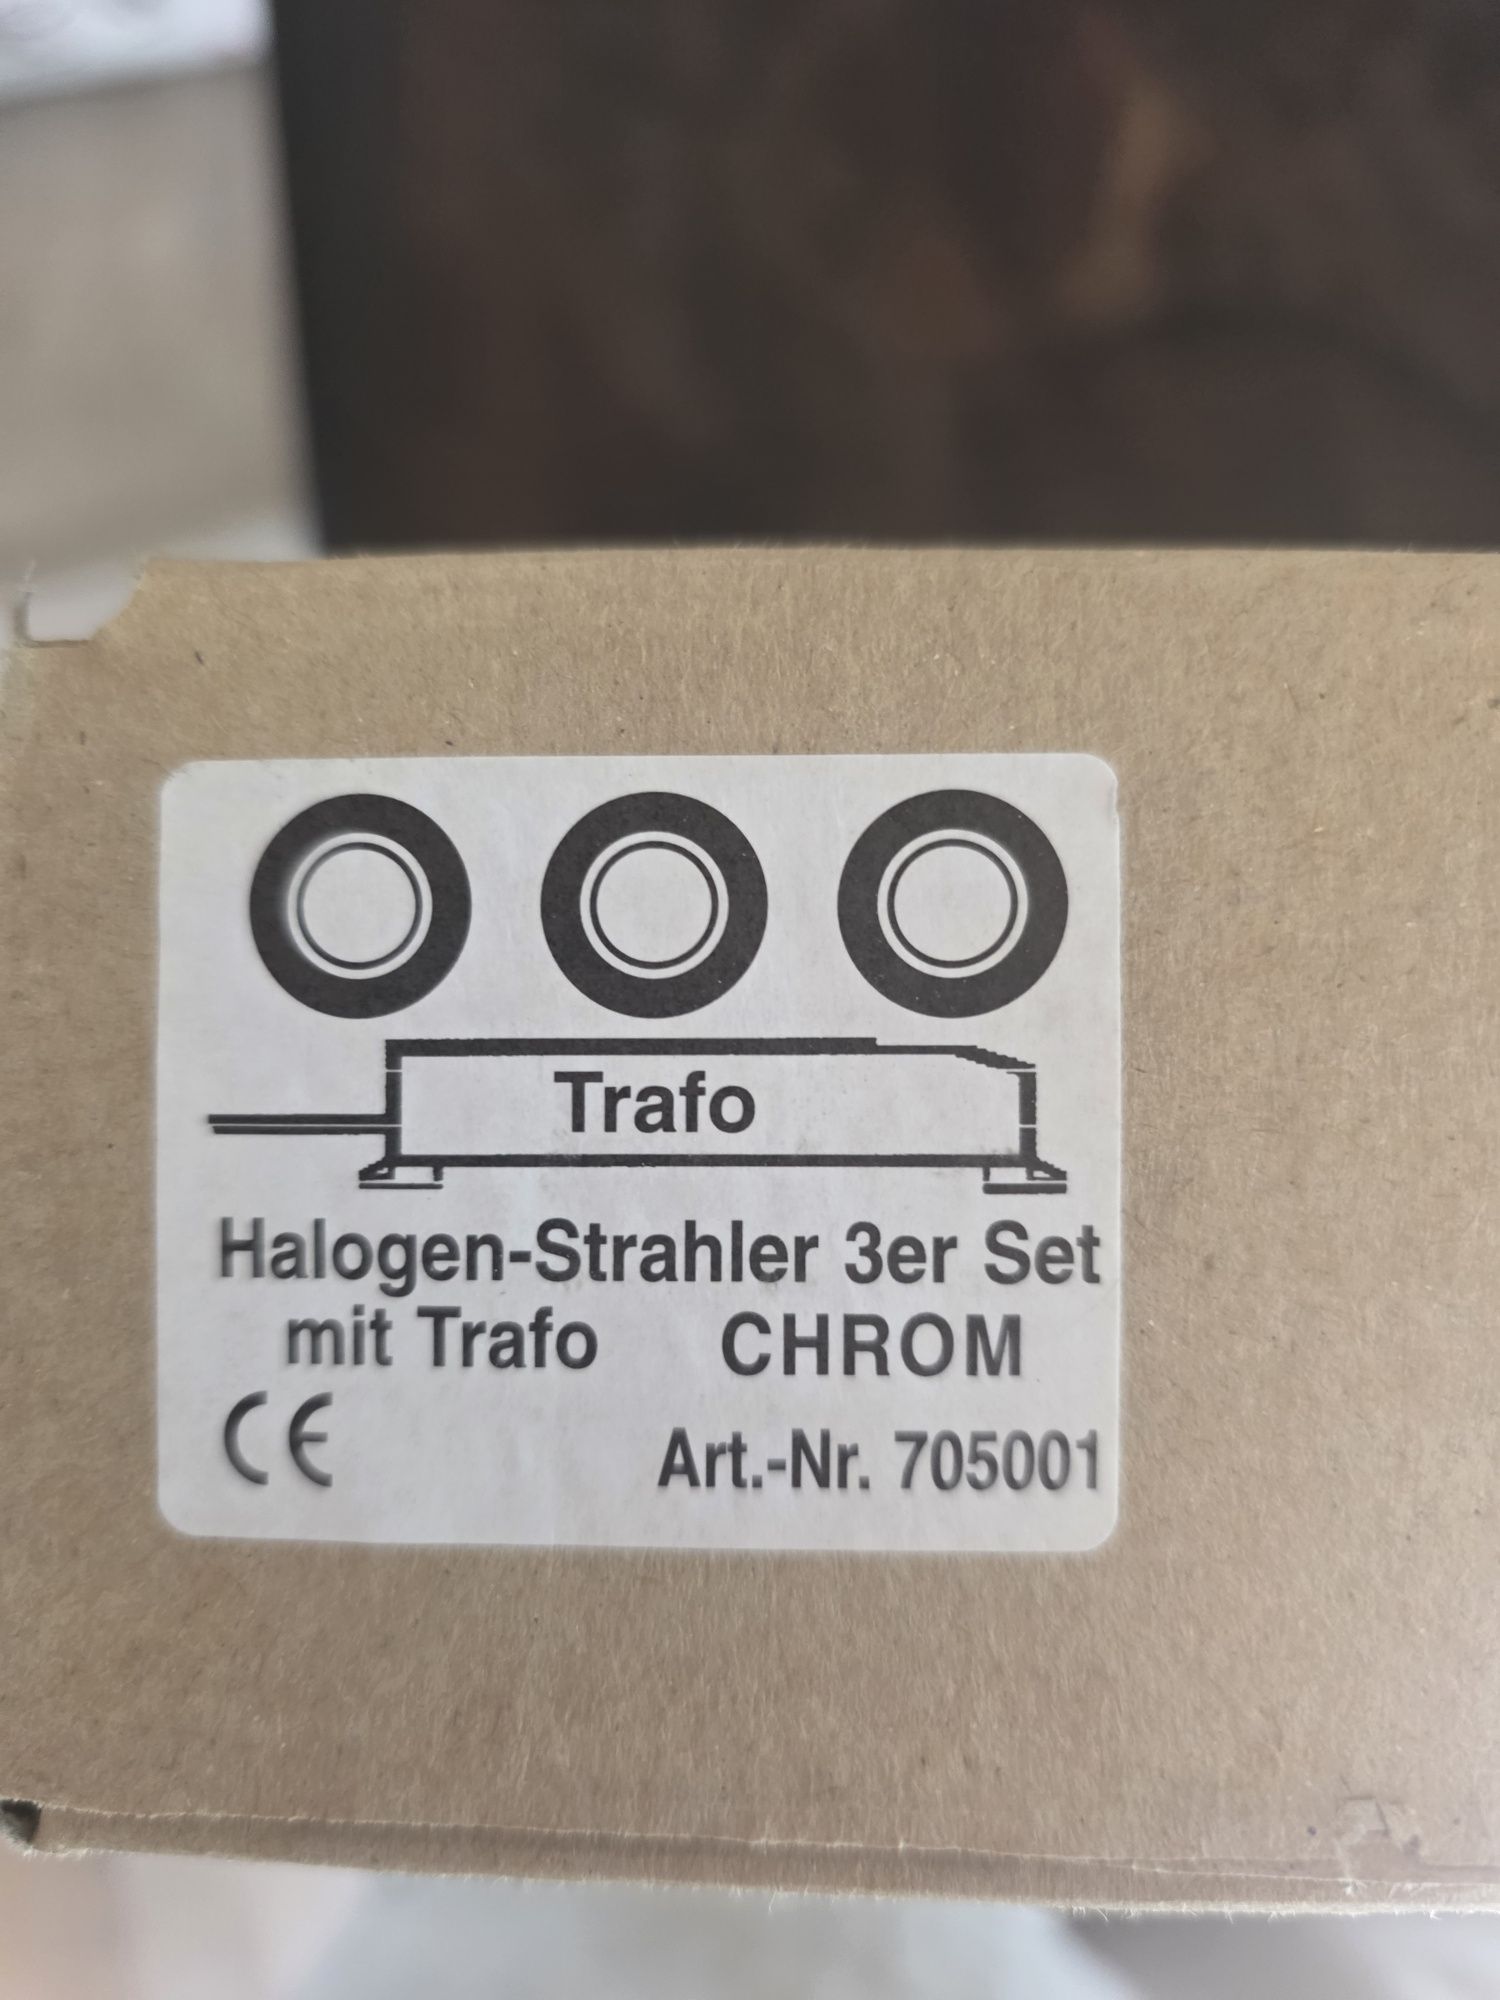 Trafo
Halogen-Strahler 3er Set
mit Trafo CHROM
CE Art.-Nr. 705001